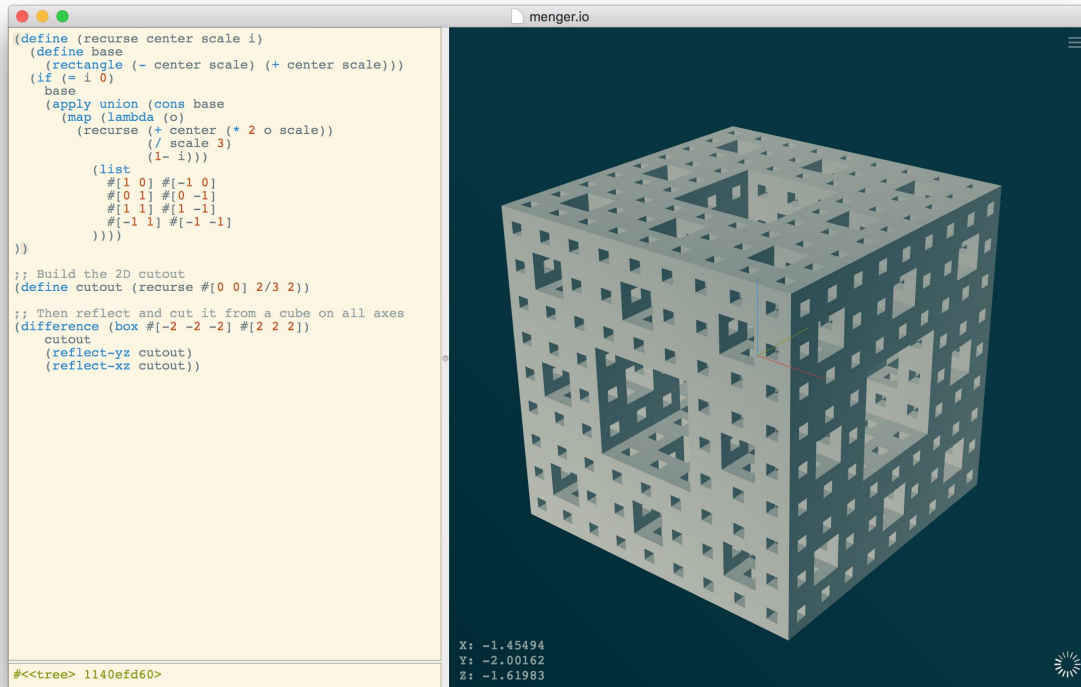 menger.io
(define (recurse center scale i)
  (define base
    (rectangle (- center scale) (+ center scale)))
  (if (= i 0)
    base
    (apply union (cons base
      (map (lambda (o)
        (recurse (+ center (* 2 o scale))
                 (/ scale 3)
                 (1- i)))
          (list
            #[1 0] #[-1 0]
            #[0 1] #[0 -1]
            #[1 1] #[1 -1]
            #[-1 1] #[-1 -1]
          ))))
))
;; Build the 2D cutout
(define cutout (recurse #[0 0] 2/3 2))
;; Then reflect and cut it from a cube on all axes
(difference (box #[-2 -2 -2] #[2 2 2])
    cutout
    (reflect-yz cutout)
    (reflect-xz cutout))
#<<tree> 1140efd60>
X: -1.45494
Y: -2.00162
Z: -1.61983